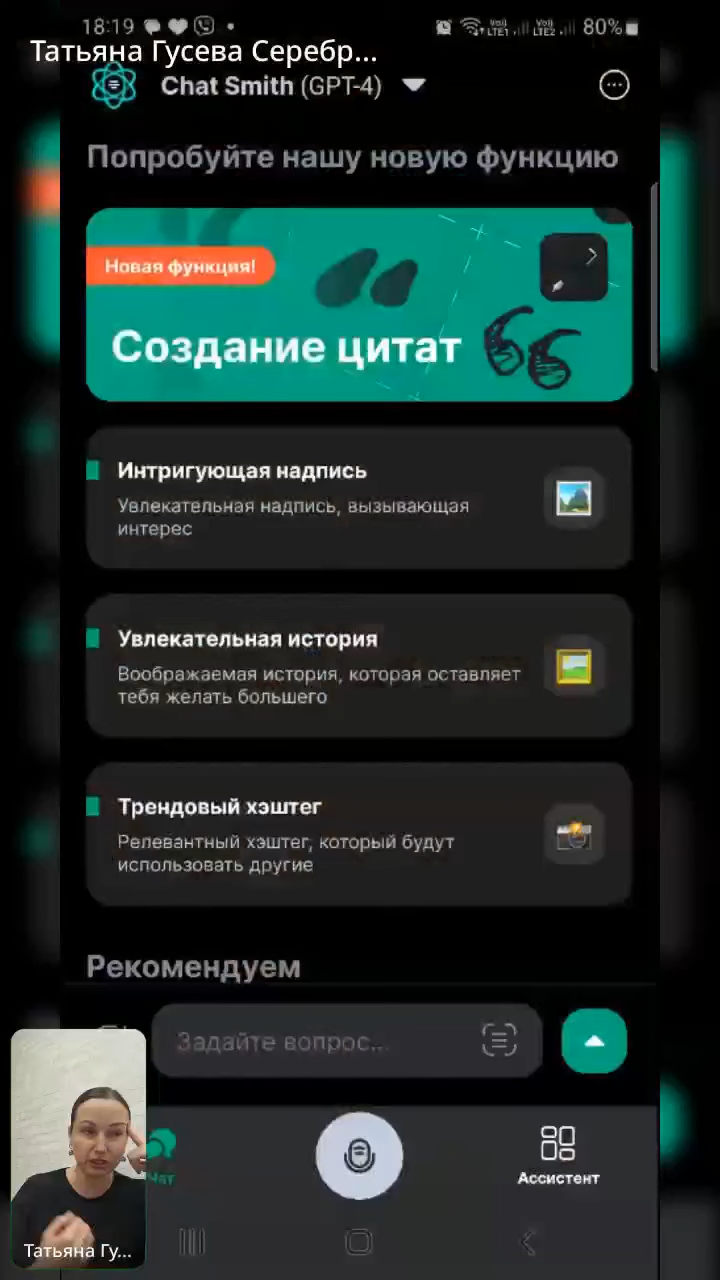 18:19
VoLTE1 VoLTE2 80%
Татьяна Гусева Серебр...
Chat Smith (GPT-4)
Попробуйте нашу новую функцию
Новая функция!
Создание цитат
Интригующая надпись
Увлекательная надпись, вызывающая
интерес
Увлекательная история
Воображаемая история, которая оставляет
тебя желать большего
Трендовый хэштег
Релевантный хэштег, который будут
использовать другие
Рекомендуем
Задайте вопрос...
Ассистент
Татьяна Гу...